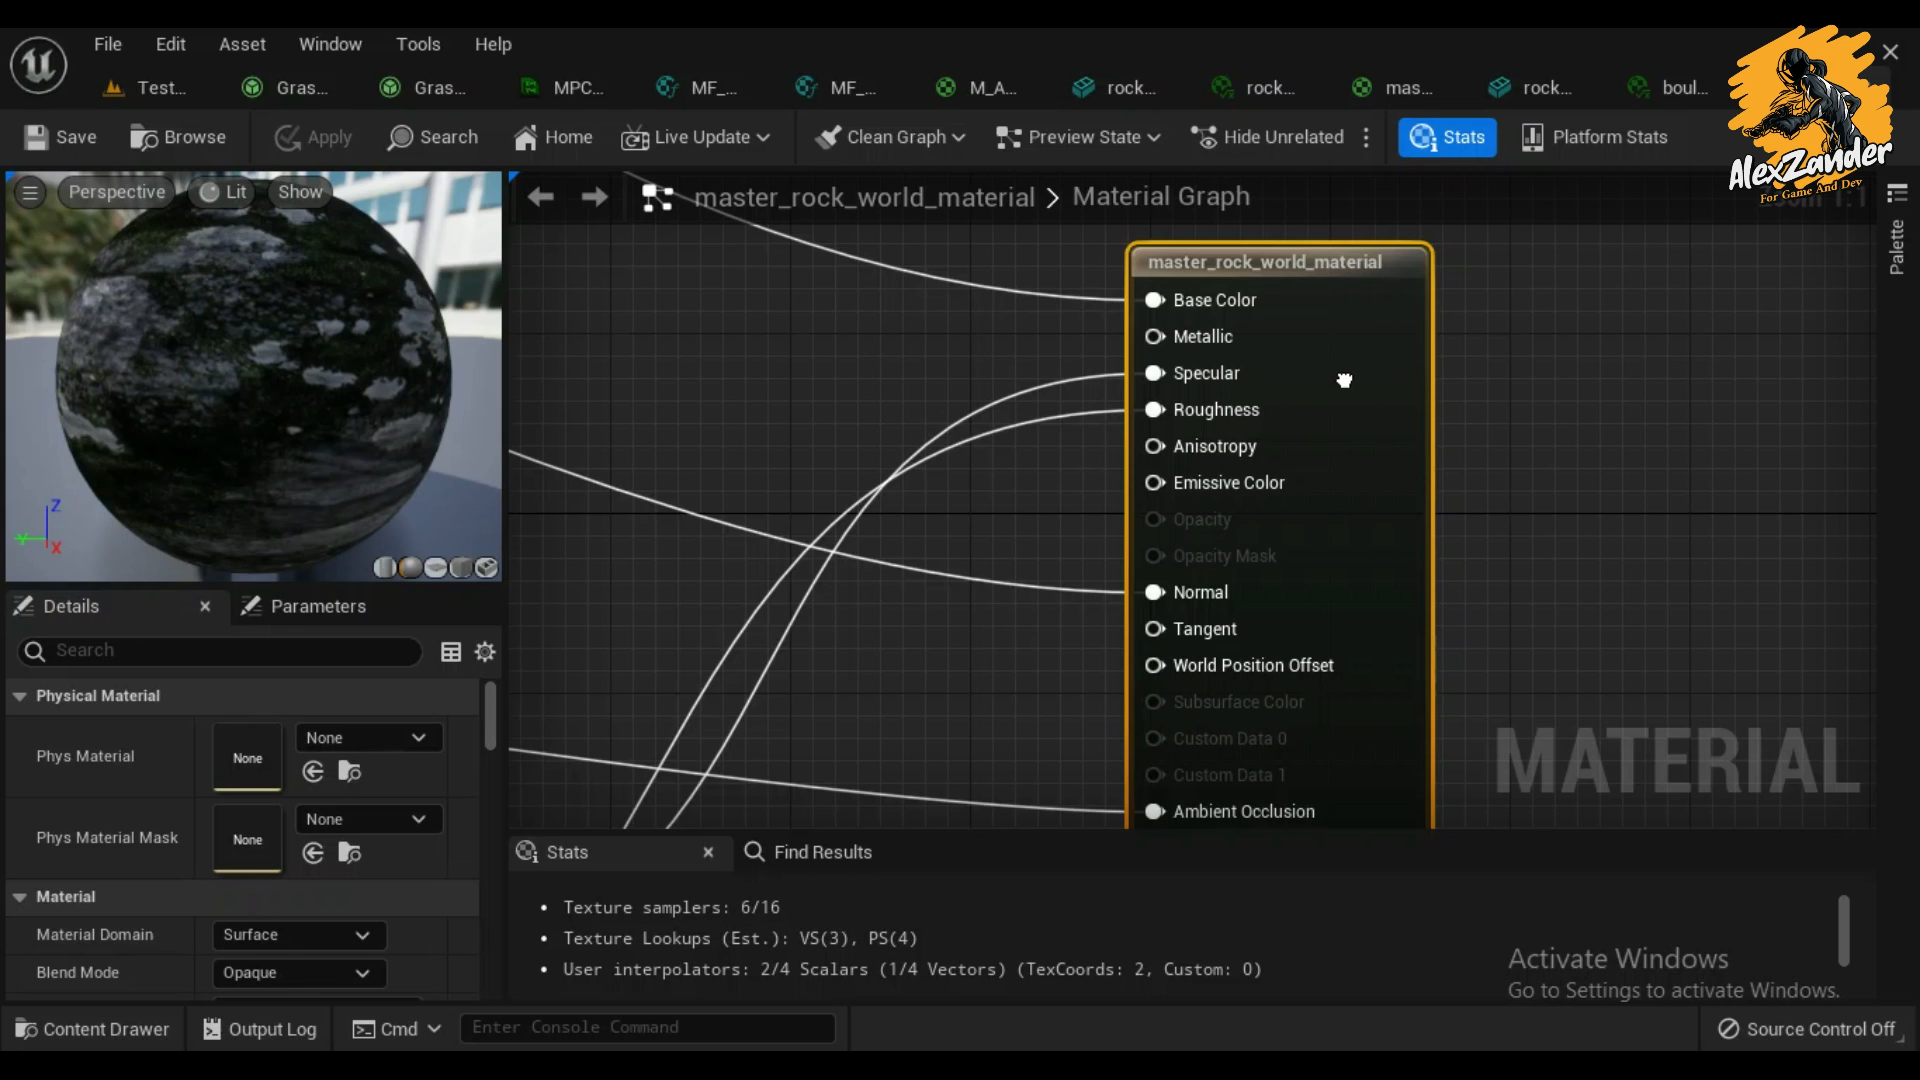 File Edit Asset Window Tools Help
Test... Gras... Gras... MPC... MF_... MF_... M_A... rock... rock... mas... rock... boul...
AlexZander
For Game And Dev
Save Browse Apply Search Home Live Update Clean Graph Preview State Hide Unrelated Stats Platform Stats
Perspective Lit Show
master_rock_world_material > Material Graph
Zoom 1:1
Palette
master_rock_world_material
Base Color
Metallic
Specular
Roughness
Anisotropy
Emissive Color
Opacity
Opacity Mask
Normal
Tangent
World Position Offset
Subsurface Color
Custom Data 0
Custom Data 1
Ambient Occlusion
MATERIAL
Z
Y
X
Details Parameters
Search
Physical Material
Phys Material None None
Phys Material Mask None None
Material
Material Domain Surface
Blend Mode Opaque
Stats Find Results
• Texture samplers: 6/16
• Texture Lookups (Est.): VS(3), PS(4)
• User interpolators: 2/4 Scalars (1/4 Vectors) (TexCoords: 2, Custom: 0)
Activate Windows
Go to Settings to activate Windows.
Content Drawer Output Log Cmd Enter Console Command Source Control Off